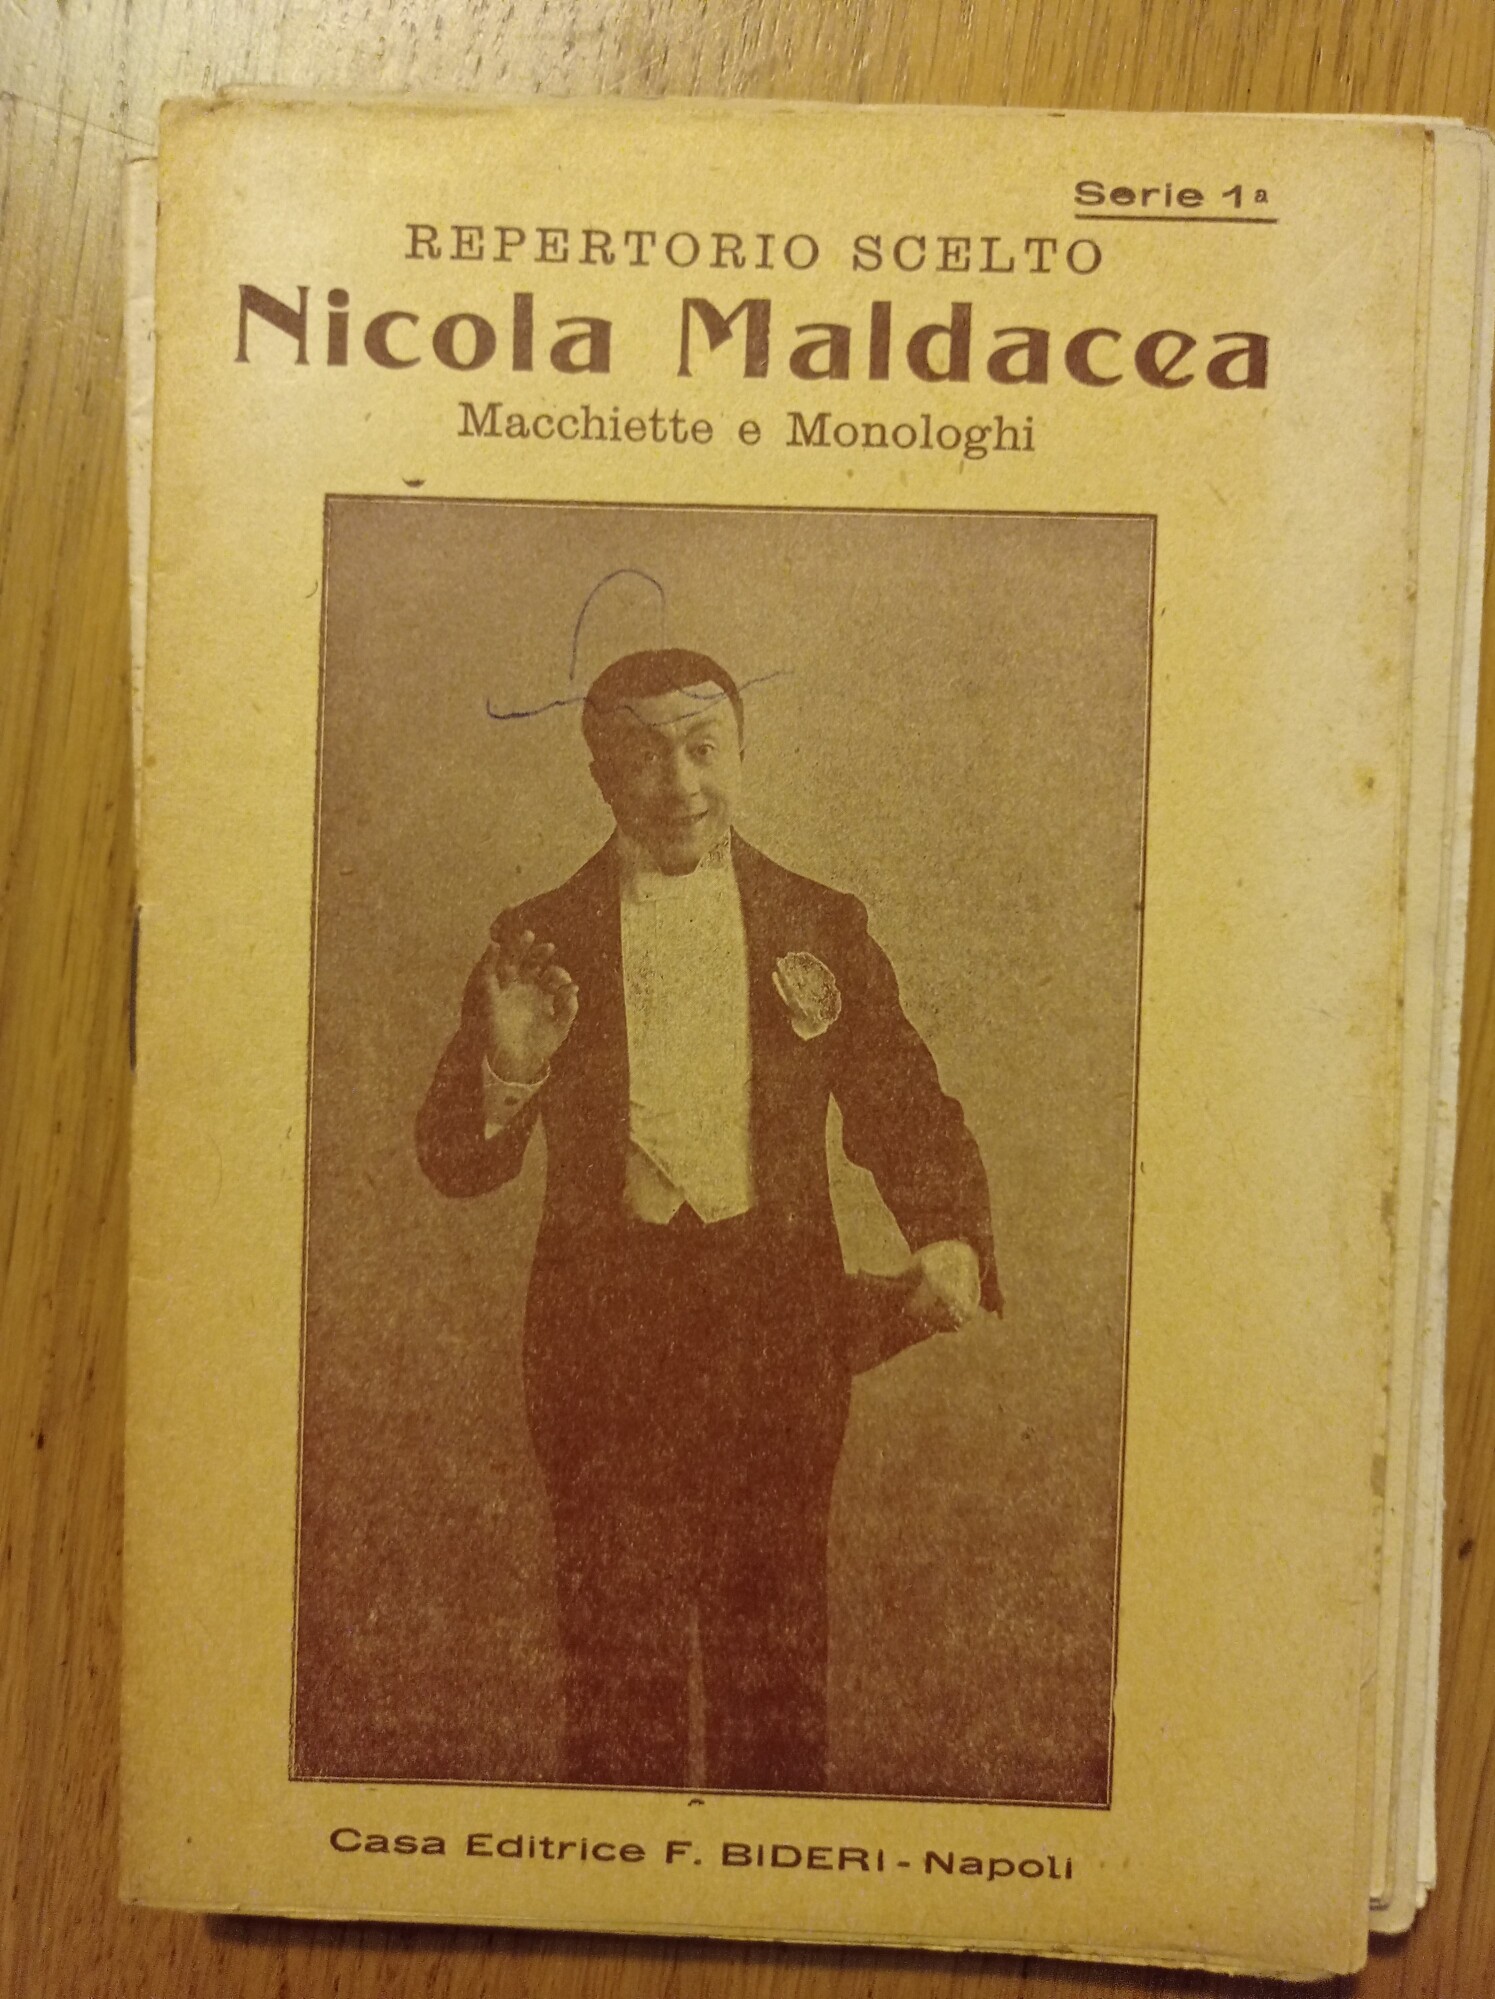 Serie 1ª
REPERTORIO SCELTO
Nicola Maldacea
Macchiette e Monologhi
Casa Editrice F. BIDERI - Napoli